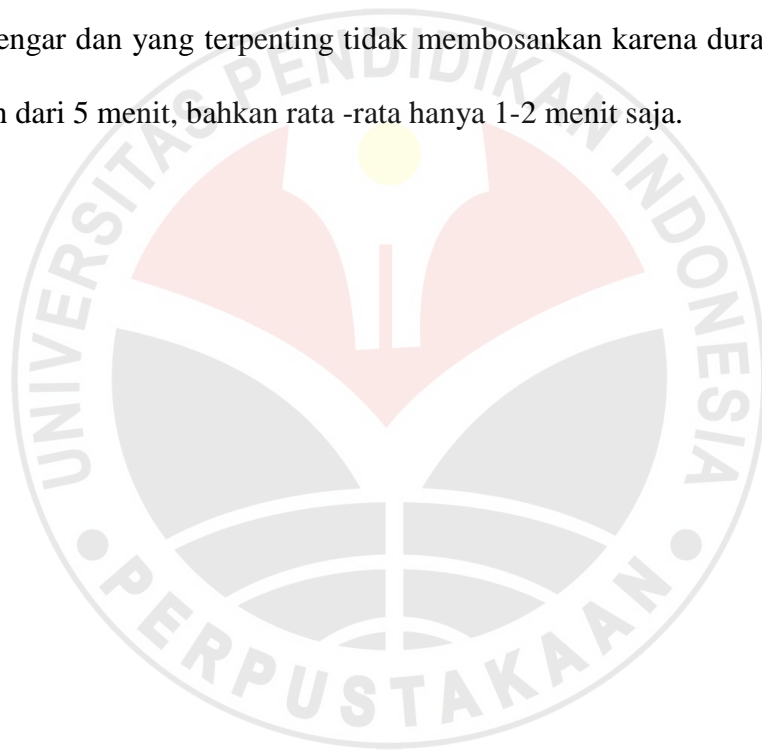 engar dan yang terpenting tidak membosankan karena dura
n dari 5 menit, bahkan rata -rata hanya 1-2 menit saja.
UNIVERSITAS PENDIDIKAN INDONESIA
PERPUSTAKAAN